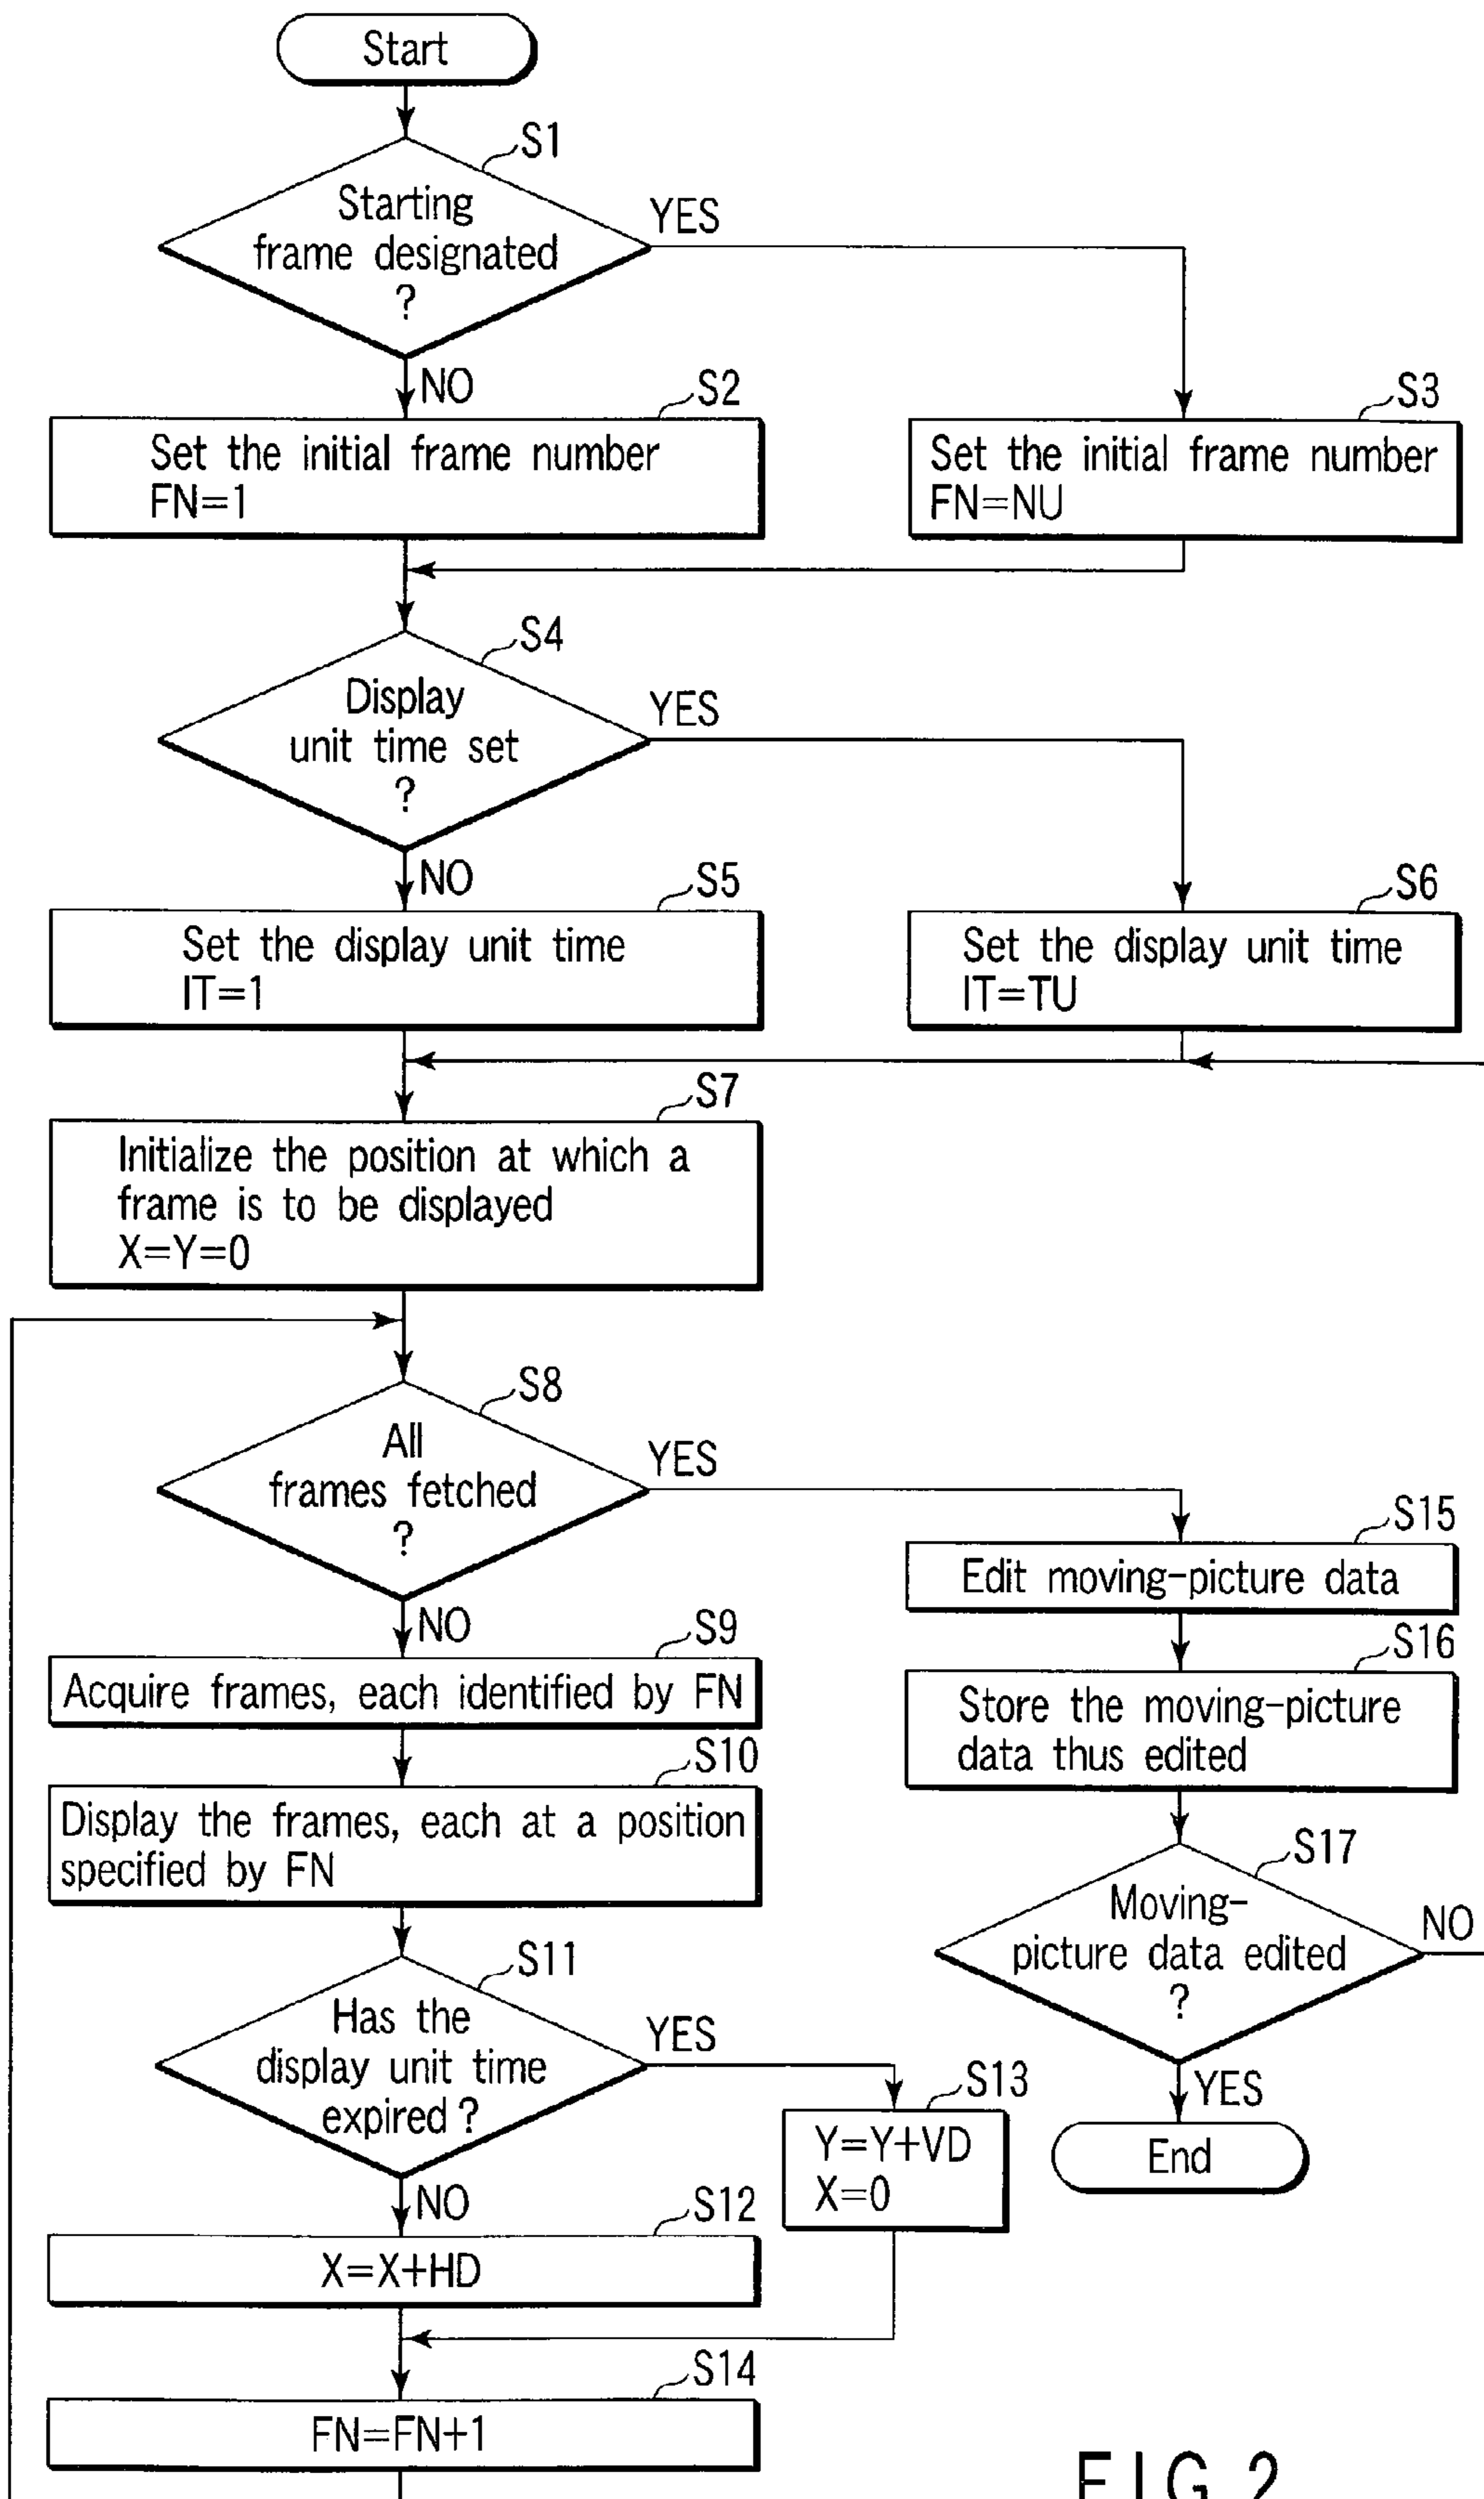 Start
S1
Starting
frame designated
?
YES
NO
S2
Set the initial frame number
FN=1
S3
Set the initial frame number
FN=NU
S4
Display
unit time set
?
YES
NO
S5
Set the display unit time
IT=1
S6
Set the display unit time
IT=TU
S7
Initialize the position at which a
frame is to be displayed
X=Y=0
S8
All
frames fetched
?
YES
NO
S9
Acquire frames, each identified by FN
S10
Display the frames, each at a position
specified by FN
S11
Has the
display unit time
expired ?
YES
NO
S12
X=X+HD
S13
Y=Y+VD
X=0
S14
FN=FN+1
S15
Edit moving-picture data
S16
Store the moving-picture
data thus edited
S17
Moving-
picture data edited
?
NO
YES
End
FIG. 2